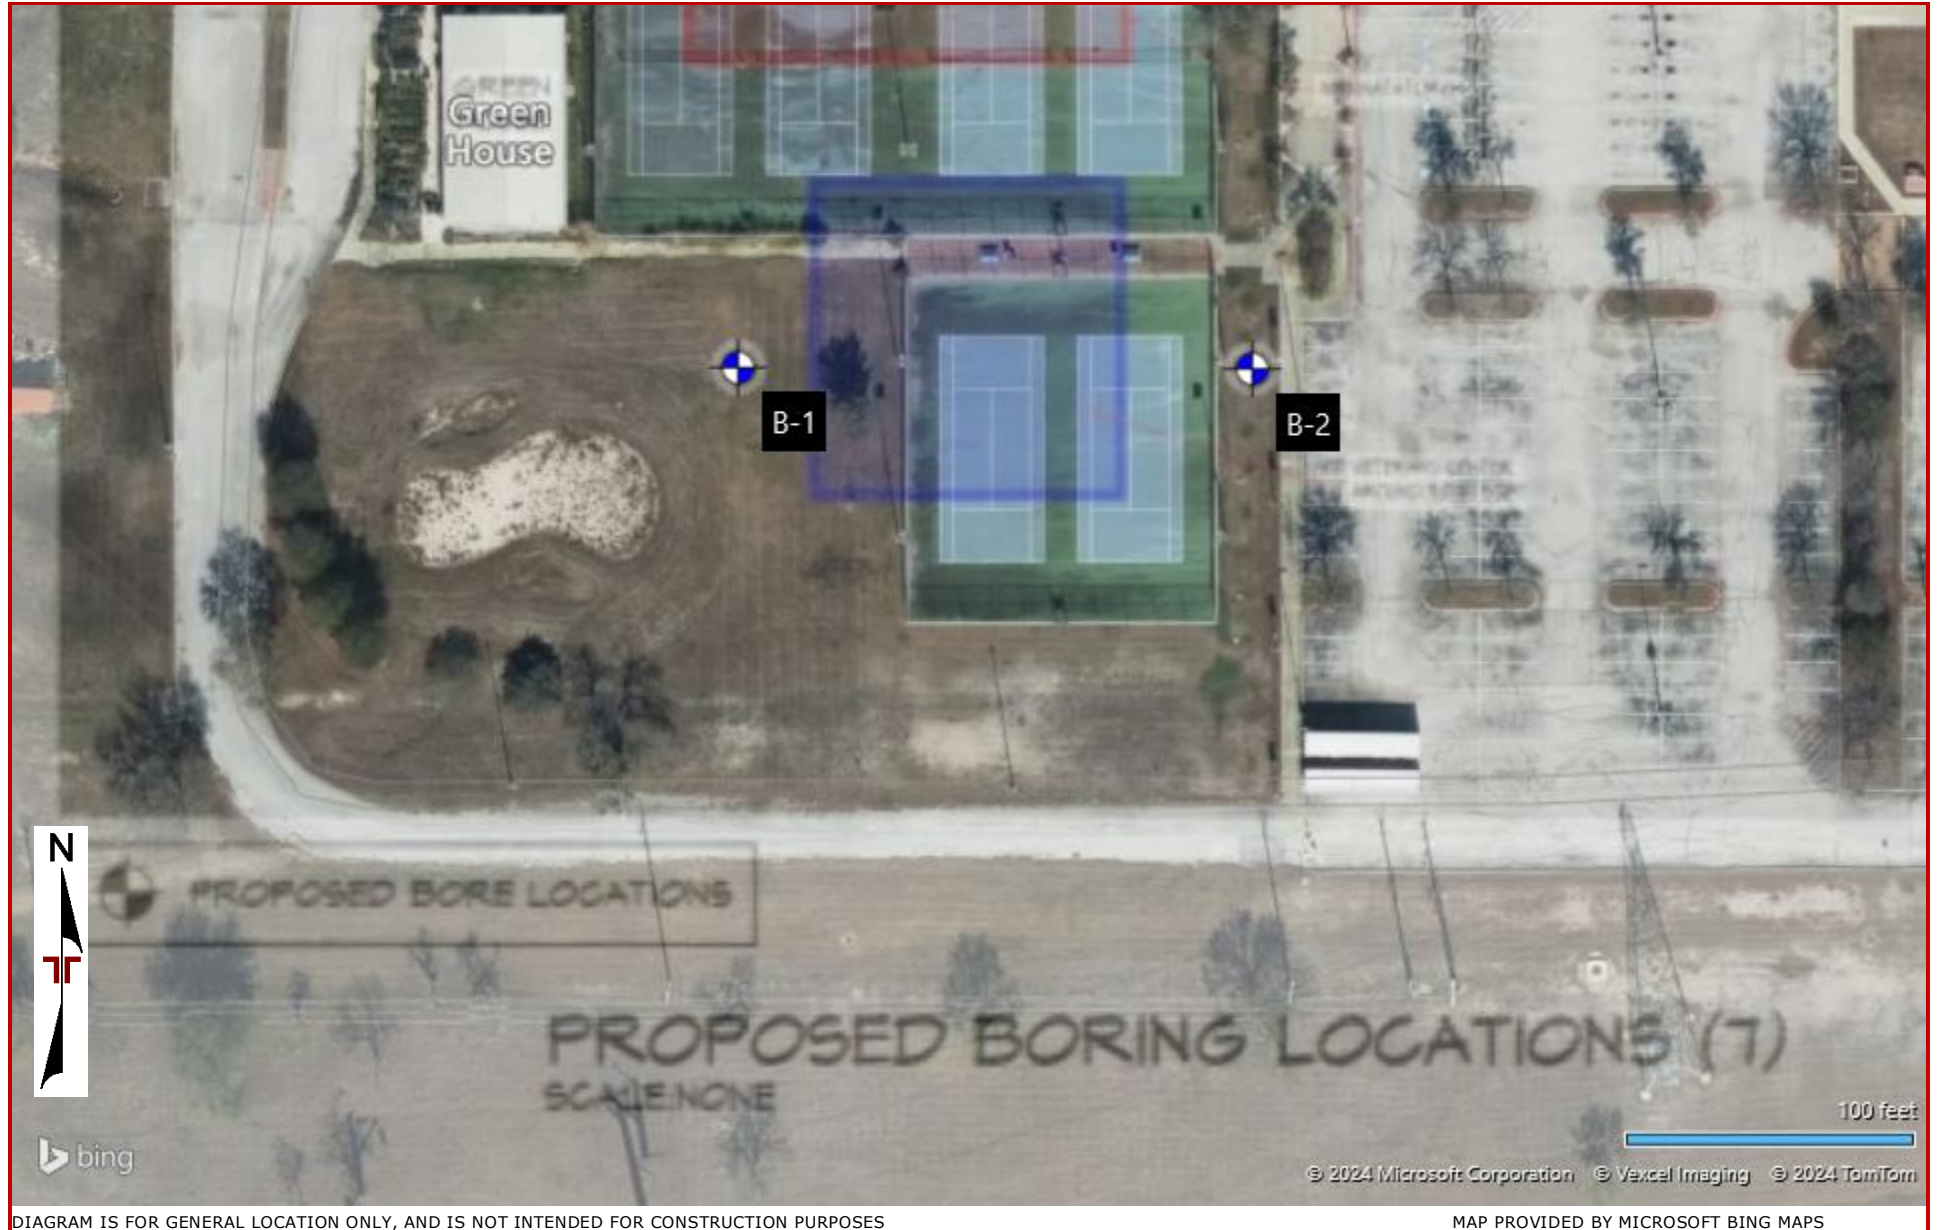 GREEN
Green
House
B-1
B-2
N
PROPOSED BORE LOCATIONS
PROPOSED BORING LOCATIONS (7)
SCALE:NONE
100 feet
bing
© 2024 Microsoft Corporation © Vexcel Imaging © 2024 TomTom
DIAGRAM IS FOR GENERAL LOCATION ONLY, AND IS NOT INTENDED FOR CONSTRUCTION PURPOSES
MAP PROVIDED BY MICROSOFT BING MAPS